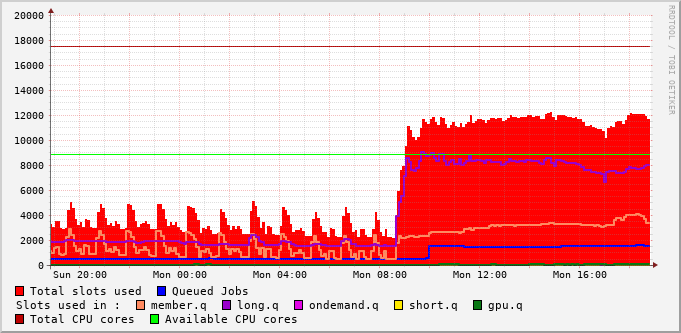 RRDTOOL / TOBI OETIKER
20000
18000
16000
14000
12000
10000
8000
6000
4000
2000
0
Sun 20:00 Mon 00:00 Mon 04:00 Mon 08:00 Mon 12:00 Mon 16:00
Total slots used Queued Jobs
Slots used in : member.q long.q ondemand.q short.q gpu.q
Total CPU cores Available CPU cores